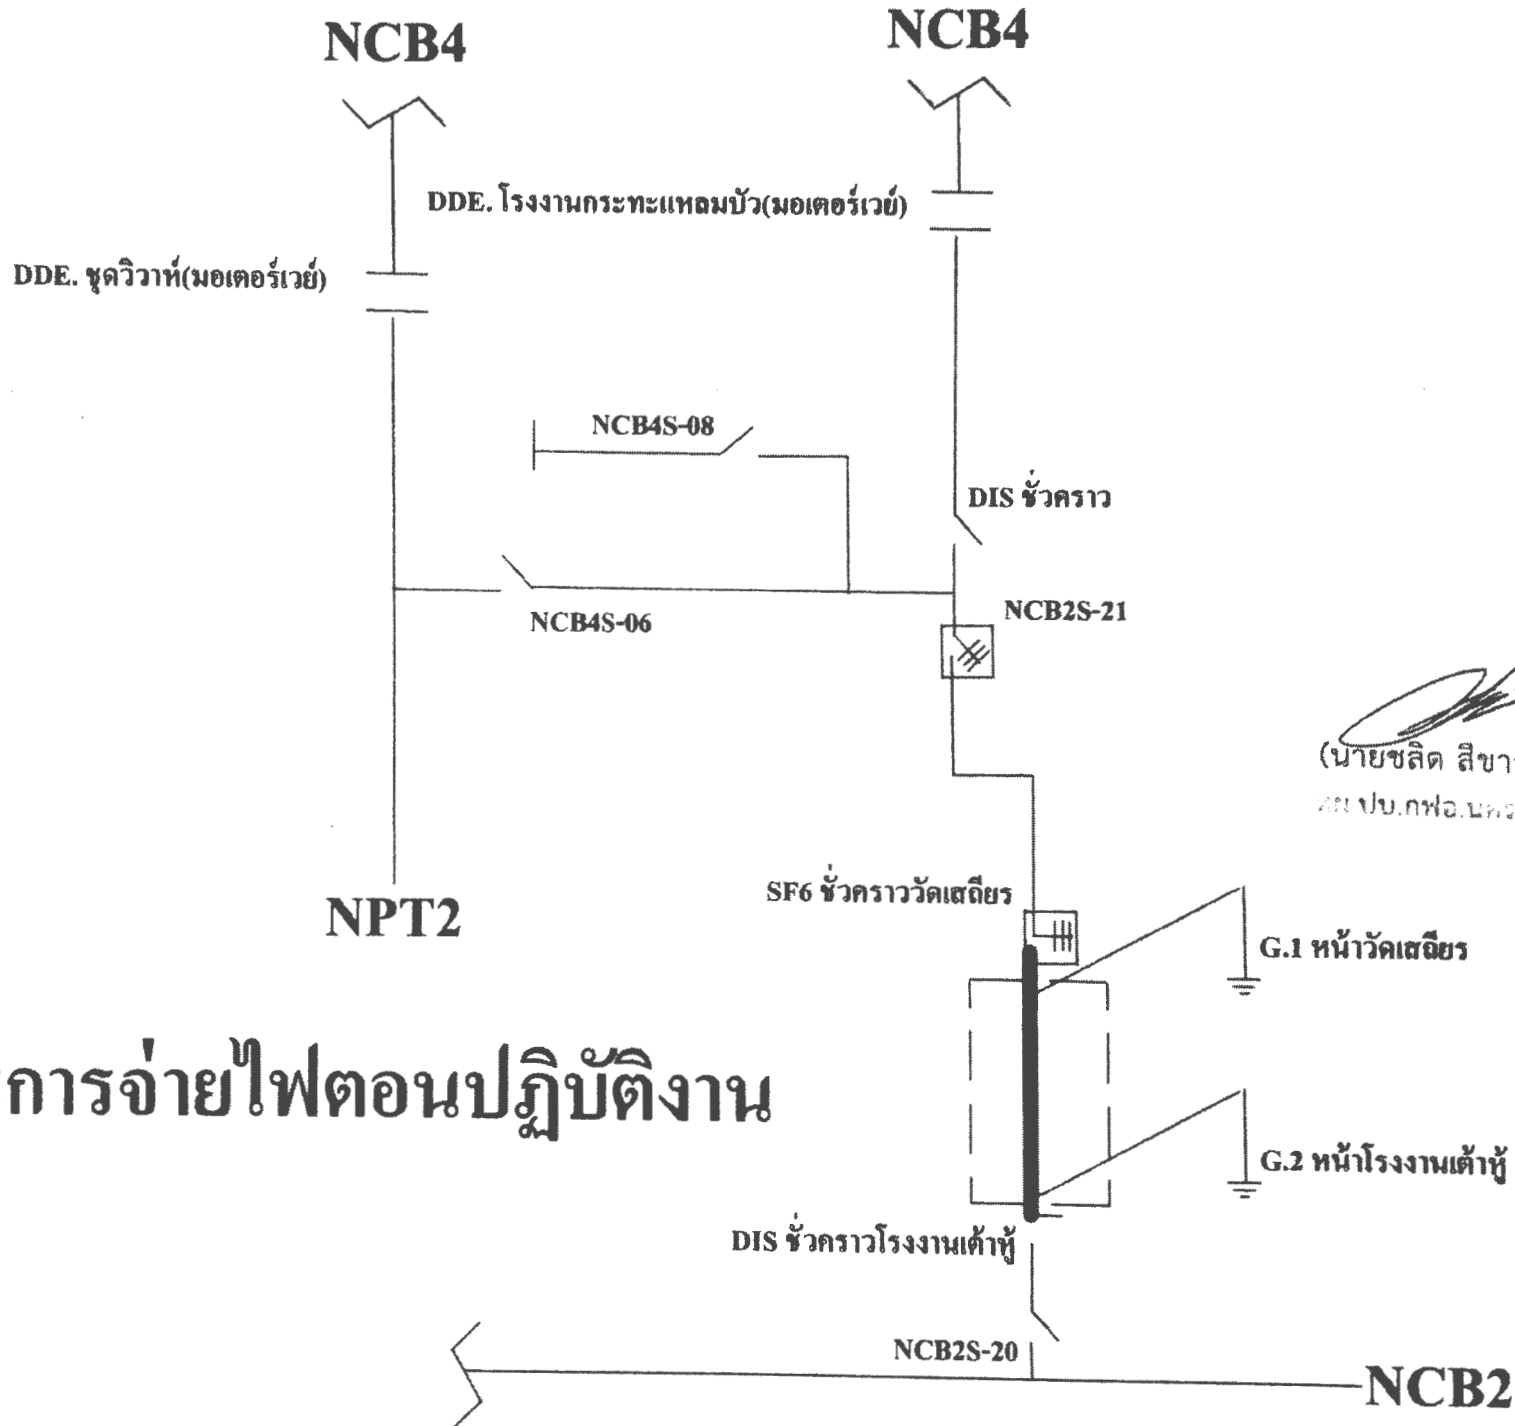 NCB4
NCB4
DDE. โรงงานกระทะแหลมบัว(มอเตอร์เวย์)
DDE. ชุดวิวาท์(มอเตอร์เวย์)
NCB4S-08
DIS ชั่วคราว
NCB4S-06
NCB2S-21
(นายชลิต
ปบ.กฟอ.
SF6 ชั่วคราววัดเสถียร
NPT2
G.1 หน้าวัดเสถียร
การจ่ายไฟตอนปฏิบัติงาน
G.2 หน้าโรงงานเต้าหู้
DIS ชั่วคราวโรงงานเต้าหู้
NCB2S-20
NCB2